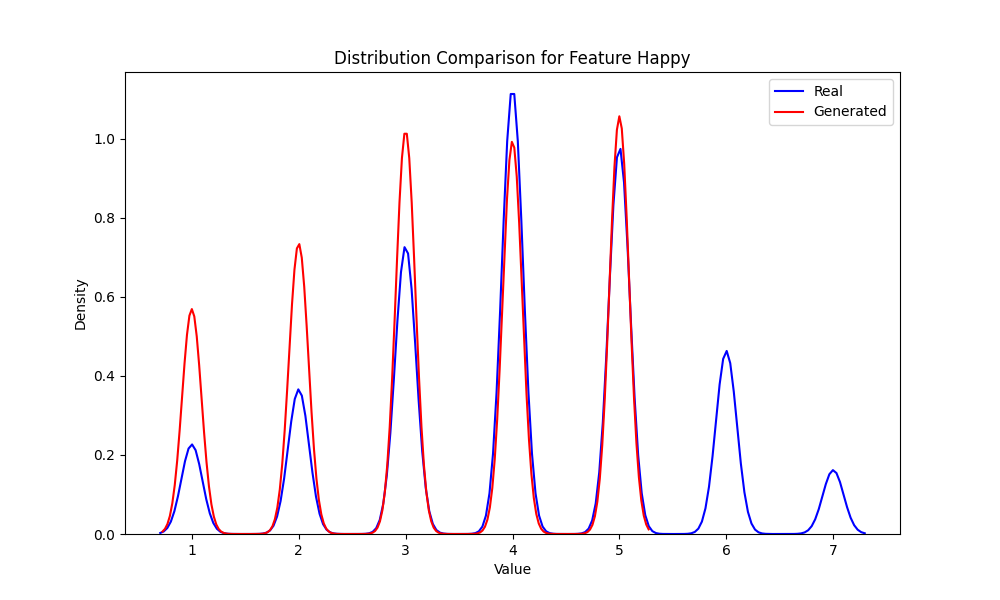 Distribution Comparison for Feature Happy
Real
Generated
Density
1.0
0.8
0.6
0.4
0.2
0.0
1 2 3 4 5 6 7
Value